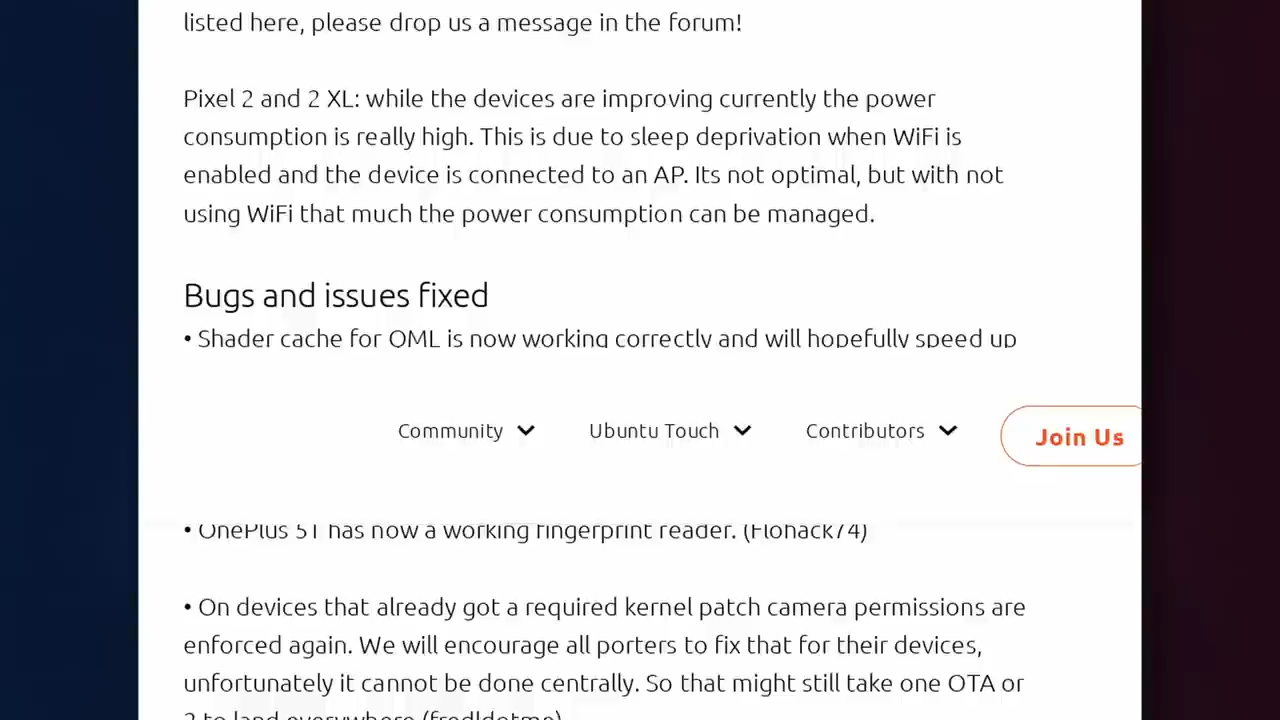 listed here, please drop us a message in the forum!
Pixel 2 and 2 XL: while the devices are improving currently the power
consumption is really high. This is due to sleep deprivation when WiFi is
enabled and the device is connected to an AP. Its not optimal, but with not
using WiFi that much the power consumption can be managed.
Bugs and issues fixed
• Shader cache for QML is now working correctly and will hopefully speed up
Community
Ubuntu Touch
Contributors
Join Us
• OnePlus 5T has now a working fingerprint reader. (Flohack74)
• On devices that already got a required kernel patch camera permissions are
enforced again. We will encourage all porters to fix that for their devices,
unfortunately it cannot be done centrally. So that might still take one OTA or
2 to land everywhere (fredldotme)